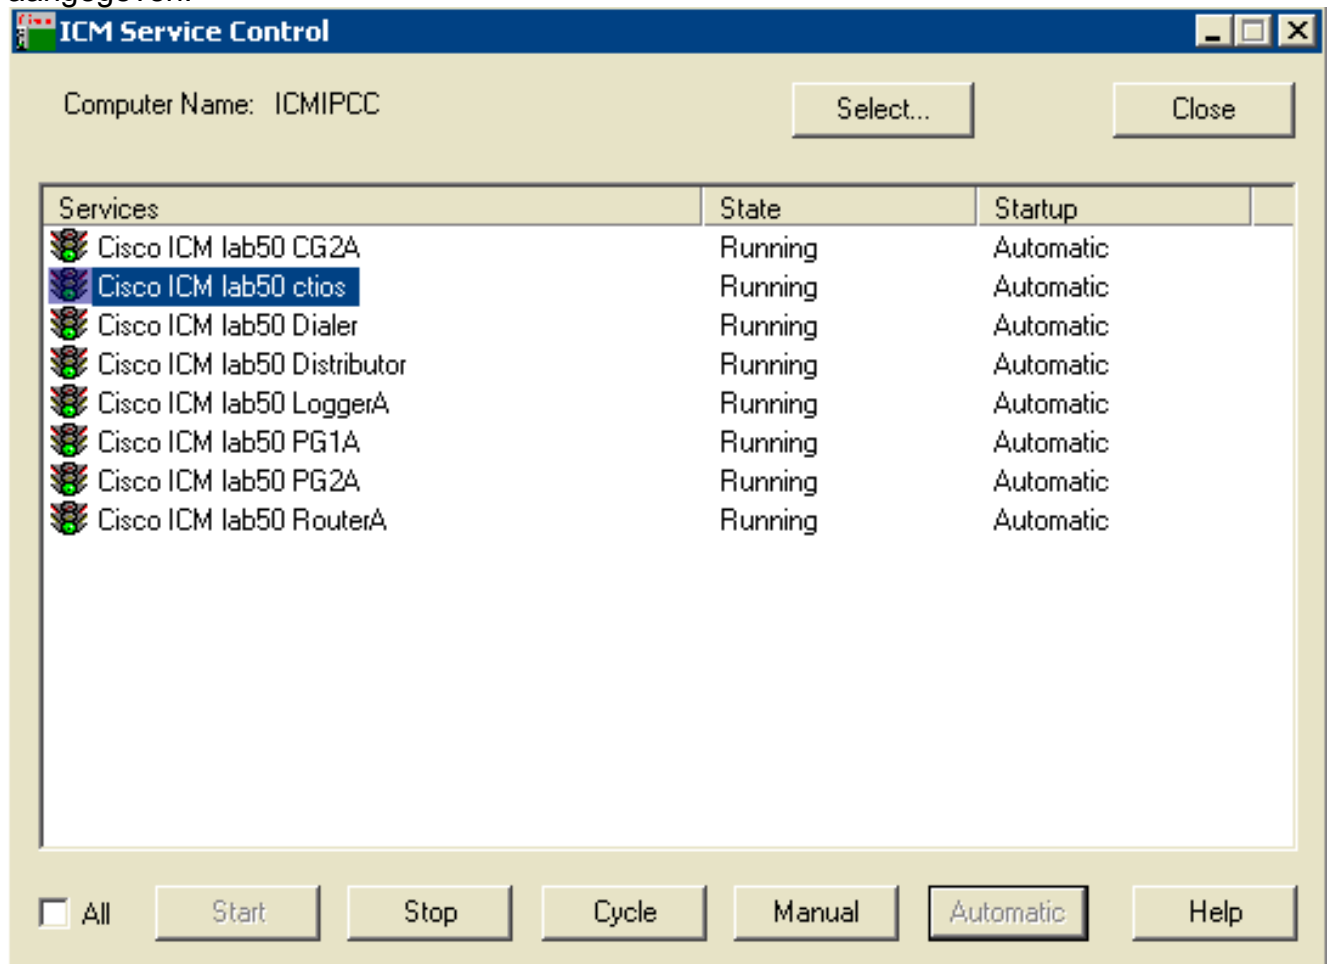 aangegeven.
ICM Service Control
Computer Name: ICMIPCC Select... Close
Services State Startup
Cisco ICM lab50 CG2A Running Automatic
Cisco ICM lab50 ctios Running Automatic
Cisco ICM lab50 Dialer Running Automatic
Cisco ICM lab50 Distributor Running Automatic
Cisco ICM lab50 LoggerA Running Automatic
Cisco ICM lab50 PG1A Running Automatic
Cisco ICM lab50 PG2A Running Automatic
Cisco ICM lab50 RouterA Running Automatic
All Start Stop Cycle Manual Automatic Help